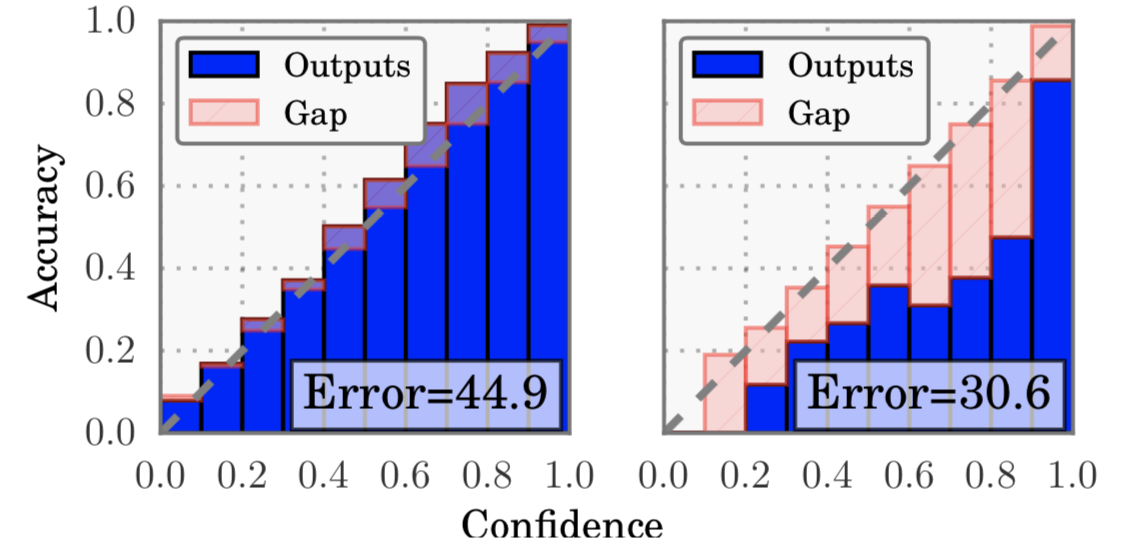 1.0
0.8
0.6
0.4
0.2
0.0
Accuracy
Outputs
Gap
Error=44.9
0.0 0.2 0.4 0.6 0.8 1.0
Outputs
Gap
Error=30.6
0.0 0.2 0.4 0.6 0.8 1.0
Confidence